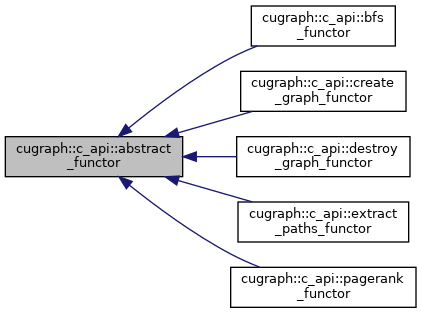 cugraph::c_api::bfs
_functor
cugraph::c_api::create
_graph_functor
cugraph::c_api::abstract
_functor
cugraph::c_api::destroy
_graph_functor
cugraph::c_api::extract
_paths_functor
cugraph::c_api::pagerank
_functor